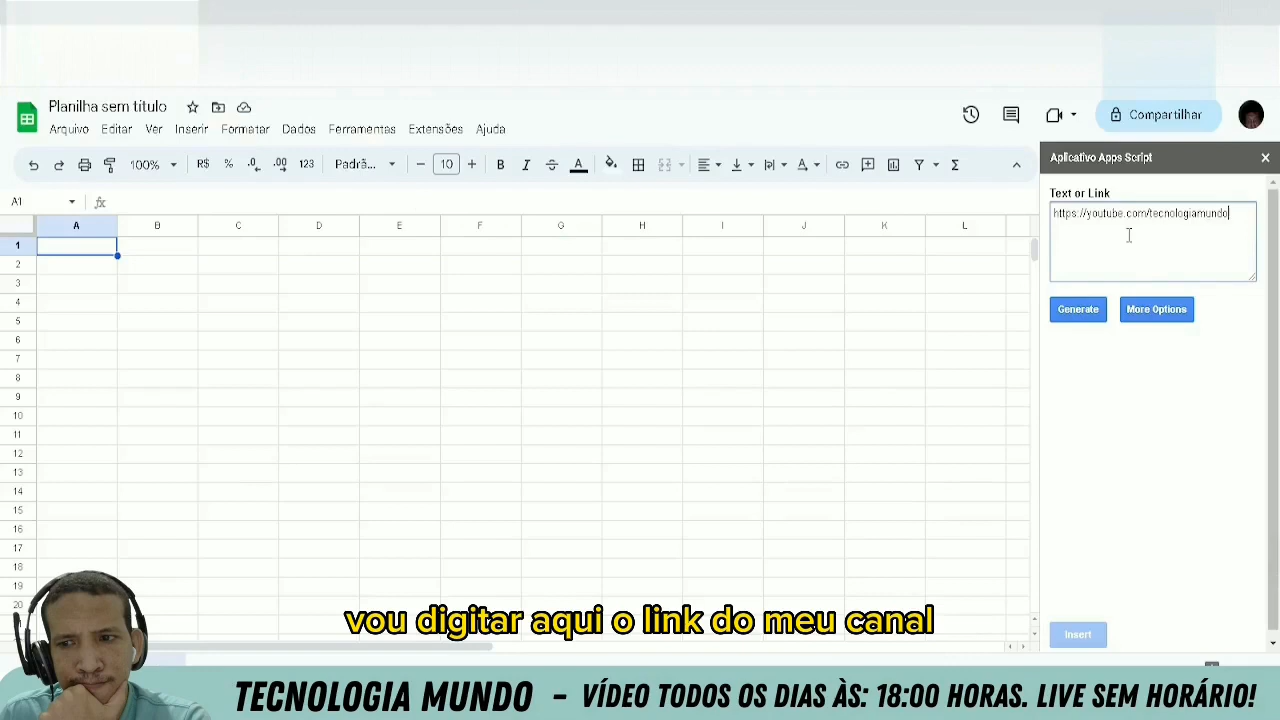 Planilha sem título
Arquivo Editar Ver Inserir Formatar Dados Ferramentas Extensões Ajuda
Compartilhar
100% R$ % .0 .00 123 Padrã... 10 B I A Σ
A1 fx
A B C D E F G H I J K L
1
2
3
4
5
6
7
8
9
10
11
12
13
14
15
16
17
18
19
20
Aplicativo Apps Script
Text or Link
https://youtube.com/tecnologiamundo
Generate More Options
Insert
vou digitar aqui o link do meu canal
TECNOLOGIA MUNDO - VÍDEO TODOS OS DIAS ÀS: 18:00 HORAS. LIVE SEM HORÁRIO!